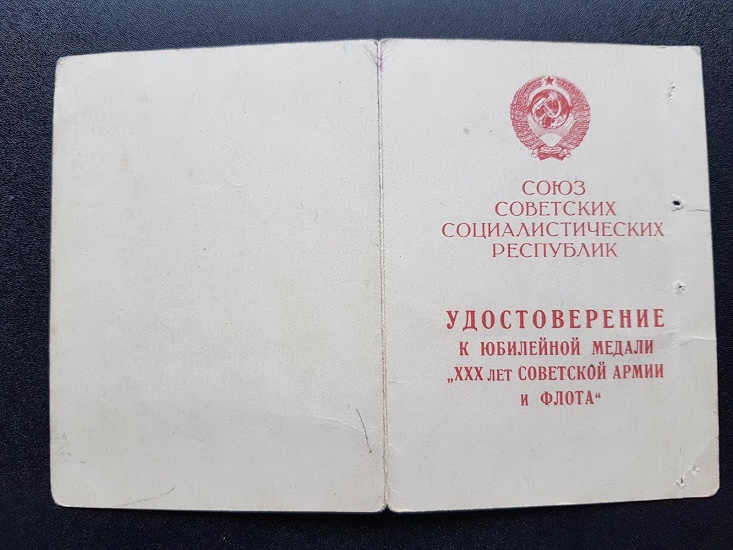 СОЮЗ
СОВЕТСКИХ
СОЦИАЛИСТИЧЕСКИХ
РЕСПУБЛИК
УДОСТОВЕРЕНИЕ
К ЮБИЛЕЙНОЙ МЕДАЛИ
„XXX лет СОВЕТСКОЙ АРМИИ
и ФЛОТА“